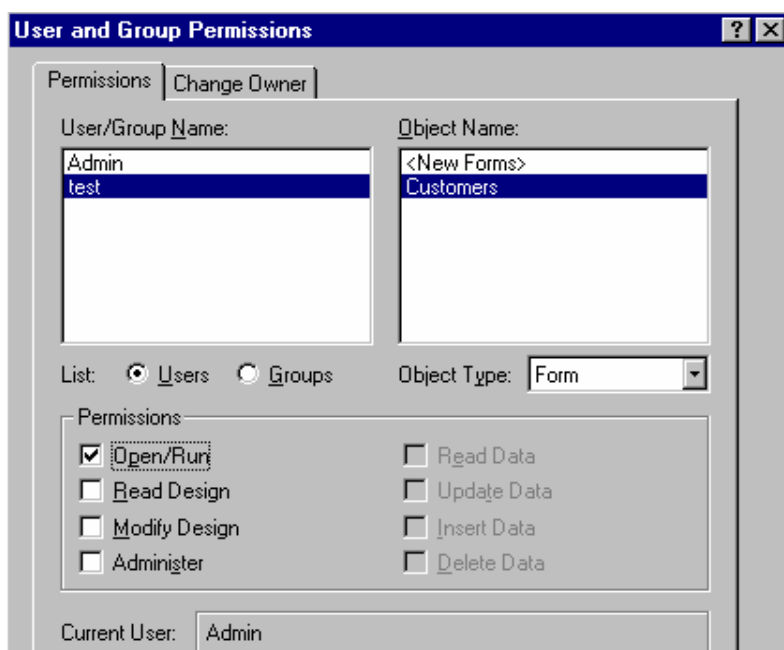 User and Group Permissions
Permissions Change Owner
User/Group Name: Object Name:
Admin <New Forms>
test Customers
List: Users Groups Object Type: Form
Permissions
Open/Run Read Data
Read Design Update Data
Modify Design Insert Data
Administer Delete Data
Current User: Admin